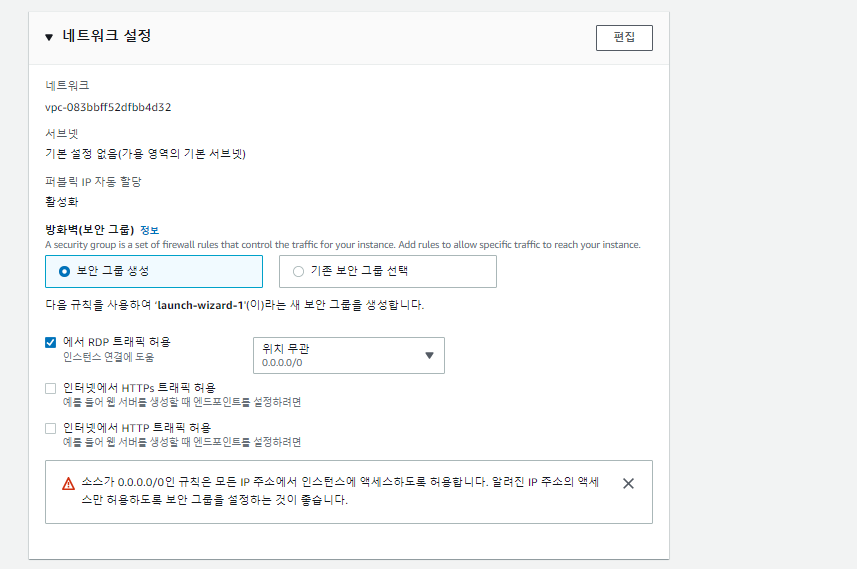 네트워크 설정
편집
네트워크
vpc-083bbff52dfbb4d32
서브넷
기본 설정 없음(가용 영역의 기본 서브넷)
퍼블릭 IP 자동 할당
활성화
방화벽(보안 그룹) 정보
A security group is a set of firewall rules that control the traffic for your instance. Add rules to allow specific traffic to reach your instance.
보안 그룹 생성
기존 보안 그룹 선택
다음 규칙을 사용하여 ‘launch-wizard-1'(이)라는 새 보안 그룹을 생성합니다.
에서 RDP 트래픽 허용
인스턴스 연결에 도움
위치 무관
0.0.0.0/0
인터넷에서 HTTPs 트래픽 허용
예를 들어 웹 서버를 생성할 때 엔드포인트를 설정하려면
인터넷에서 HTTP 트래픽 허용
예를 들어 웹 서버를 생성할 때 엔드포인트를 설정하려면
소스가 0.0.0.0/0인 규칙은 모든 IP 주소에서 인스턴스에 액세스하도록 허용합니다. 알려진 IP 주소의 액세
스만 허용하도록 보안 그룹을 설정하는 것이 좋습니다.